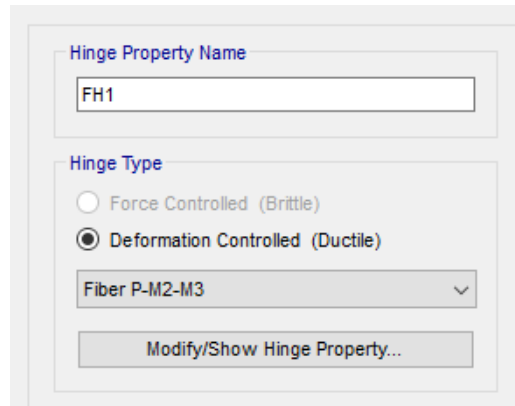 Hinge Property Name
FH1
Hinge Type
Force Controlled (Brittle)
Deformation Controlled (Ductile)
Fiber P-M2-M3
Modify/Show Hinge Property...